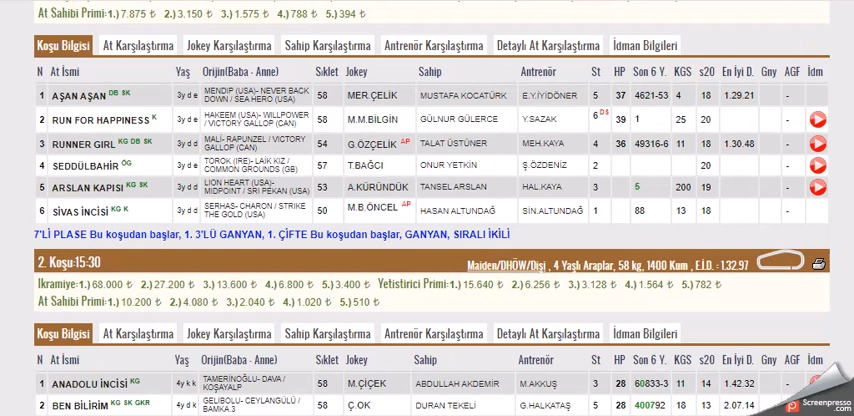 At Sahibi Primi:1.) 7.875 ₺ 2.) 3.150 ₺ 3.) 1.575 ₺ 4.) 788 ₺ 5.) 394 ₺
Koşu Bilgisi At Karşılaştırma Jokey Karşılaştırma Sahip Karşılaştırma Antrenör Karşılaştırma Detaylı At Karşılaştırma İdman Bilgileri
N At İsmi Yaş Orijin(Baba - Anne) Sıklet Jokey Sahip Antrenör St HP Son 6 Y. KGS s20 En İyi D. Gny AGF İdm
1 AŞAN AŞAN DB SK 3y d e MENDIP (USA)- NEVER BACK DOWN / SEA HERO (USA) 58 MER.ÇELİK MUSTAFA KOCATÜRK E.Y.İYİDÖNER 5 37 4621-53 4 18 1.29.21 -
2 RUN FOR HAPPINESS K 3y d e HAKEEM (USA)- WILLPOWER / VICTORY GALLOP (CAN) 58 M.M.BİLGİN GÜLNUR GÜLERCE Y.SAZAK 6 DS 39 1 25 20 -
3 RUNNER GIRL KG DB SK 3y d d MALİ- RAPUNZEL / VICTORY GALLOP (CAN) 54 G.ÖZÇELİK AP TALAT ÜSTÜNER MEH.KAYA 4 36 49316-6 11 18 1.30.48 -
4 SEDDÜLBAHİR ÖG 3y d e TOROK (IRE)- LAİK KIZ / COMMON GROUNDS (GB) 57 T.BAĞCI ONUR YETKİN Ş.ÖZDENİZ 2 20 -
5 ARSLAN KAPISI KG SK 3y d d LION HEART (USA)- MIDPOINT / SRI PEKAN (USA) 53 A.KÜRÜNDÜK TANSEL ARSLAN HAL.KAYA 3 5 200 19 -
6 SİVAS İNCİSİ KG K 3y d d SERHAS- CHARON / STRIKE THE GOLD (USA) 50 M.B.ÖNCEL AP HASAN ALTUNDAĞ SİN.ALTUNDAĞ 1 88 13 18 -
7'Lİ PLASE Bu koşudan başlar, 1. 3'LÜ GANYAN, 1. ÇİFTE Bu koşudan başlar, GANYAN, SIRALI İKİLİ
2. Koşu:15:30 Maiden/DHÖW/Dişi , 4 Yaşlı Araplar, 58 kg, 1400 Kum , E.İ.D. : 1.32.97
Ikramiye:1.) 68.000 ₺ 2.) 27.200 ₺ 3.) 13.600 ₺ 4.) 6.800 ₺ 5.) 3.400 ₺ Yetistirici Primi:1.) 15.640 ₺ 2.) 6.256 ₺ 3.) 3.128 ₺ 4.) 1.564 ₺ 5.) 782 ₺
At Sahibi Primi:1.) 10.200 ₺ 2.) 4.080 ₺ 3.) 2.040 ₺ 4.) 1.020 ₺ 5.) 510 ₺
Koşu Bilgisi At Karşılaştırma Jokey Karşılaştırma Sahip Karşılaştırma Antrenör Karşılaştırma Detaylı At Karşılaştırma İdman Bilgileri
N At İsmi Yaş Orijin(Baba - Anne) Sıklet Jokey Sahip Antrenör St HP Son 6 Y. KGS s20 En İyi D. Gny AGF İdm
1 ANADOLU İNCİSİ KG 4y k k TAMERİNOĞLU- DAVA / KOŞAYALP 58 M.ÇİÇEK ABDULLAH AKDEMİR M.AKKUŞ 3 28 60833-3 11 14 1.42.32 -
2 BEN BİLİRİM KG SK GKR 4y d d GELİBOLU- CEYLANGÜLÜ / BAMKA.3 58 Ç.OK DURAN TEKELİ G.HALKATAŞ 5 28 400792 18 13 2.07.14 -
Screenpresso
.com